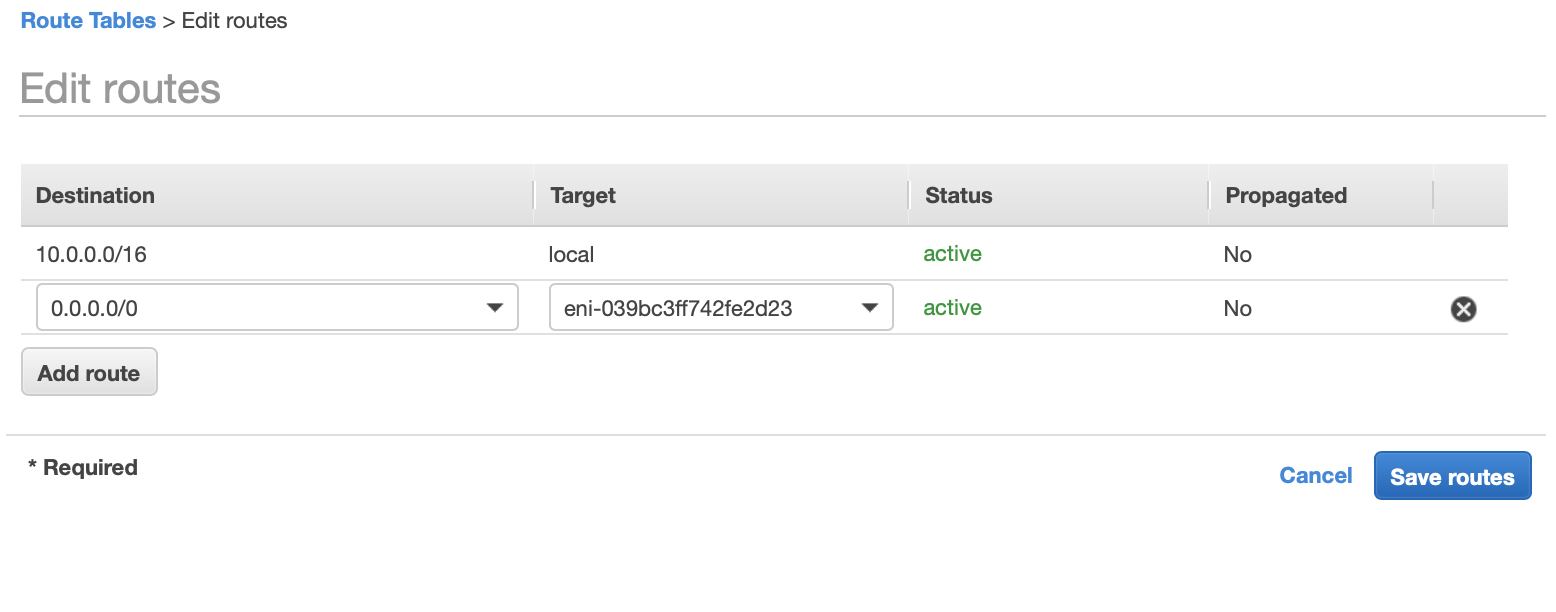 Route Tables > Edit routes
Edit routes
Destination Target Status Propagated
10.0.0.0/16 local active No
0.0.0.0/0 eni-039bc3ff742fe2d23 active No
Add route
* Required
Cancel Save routes